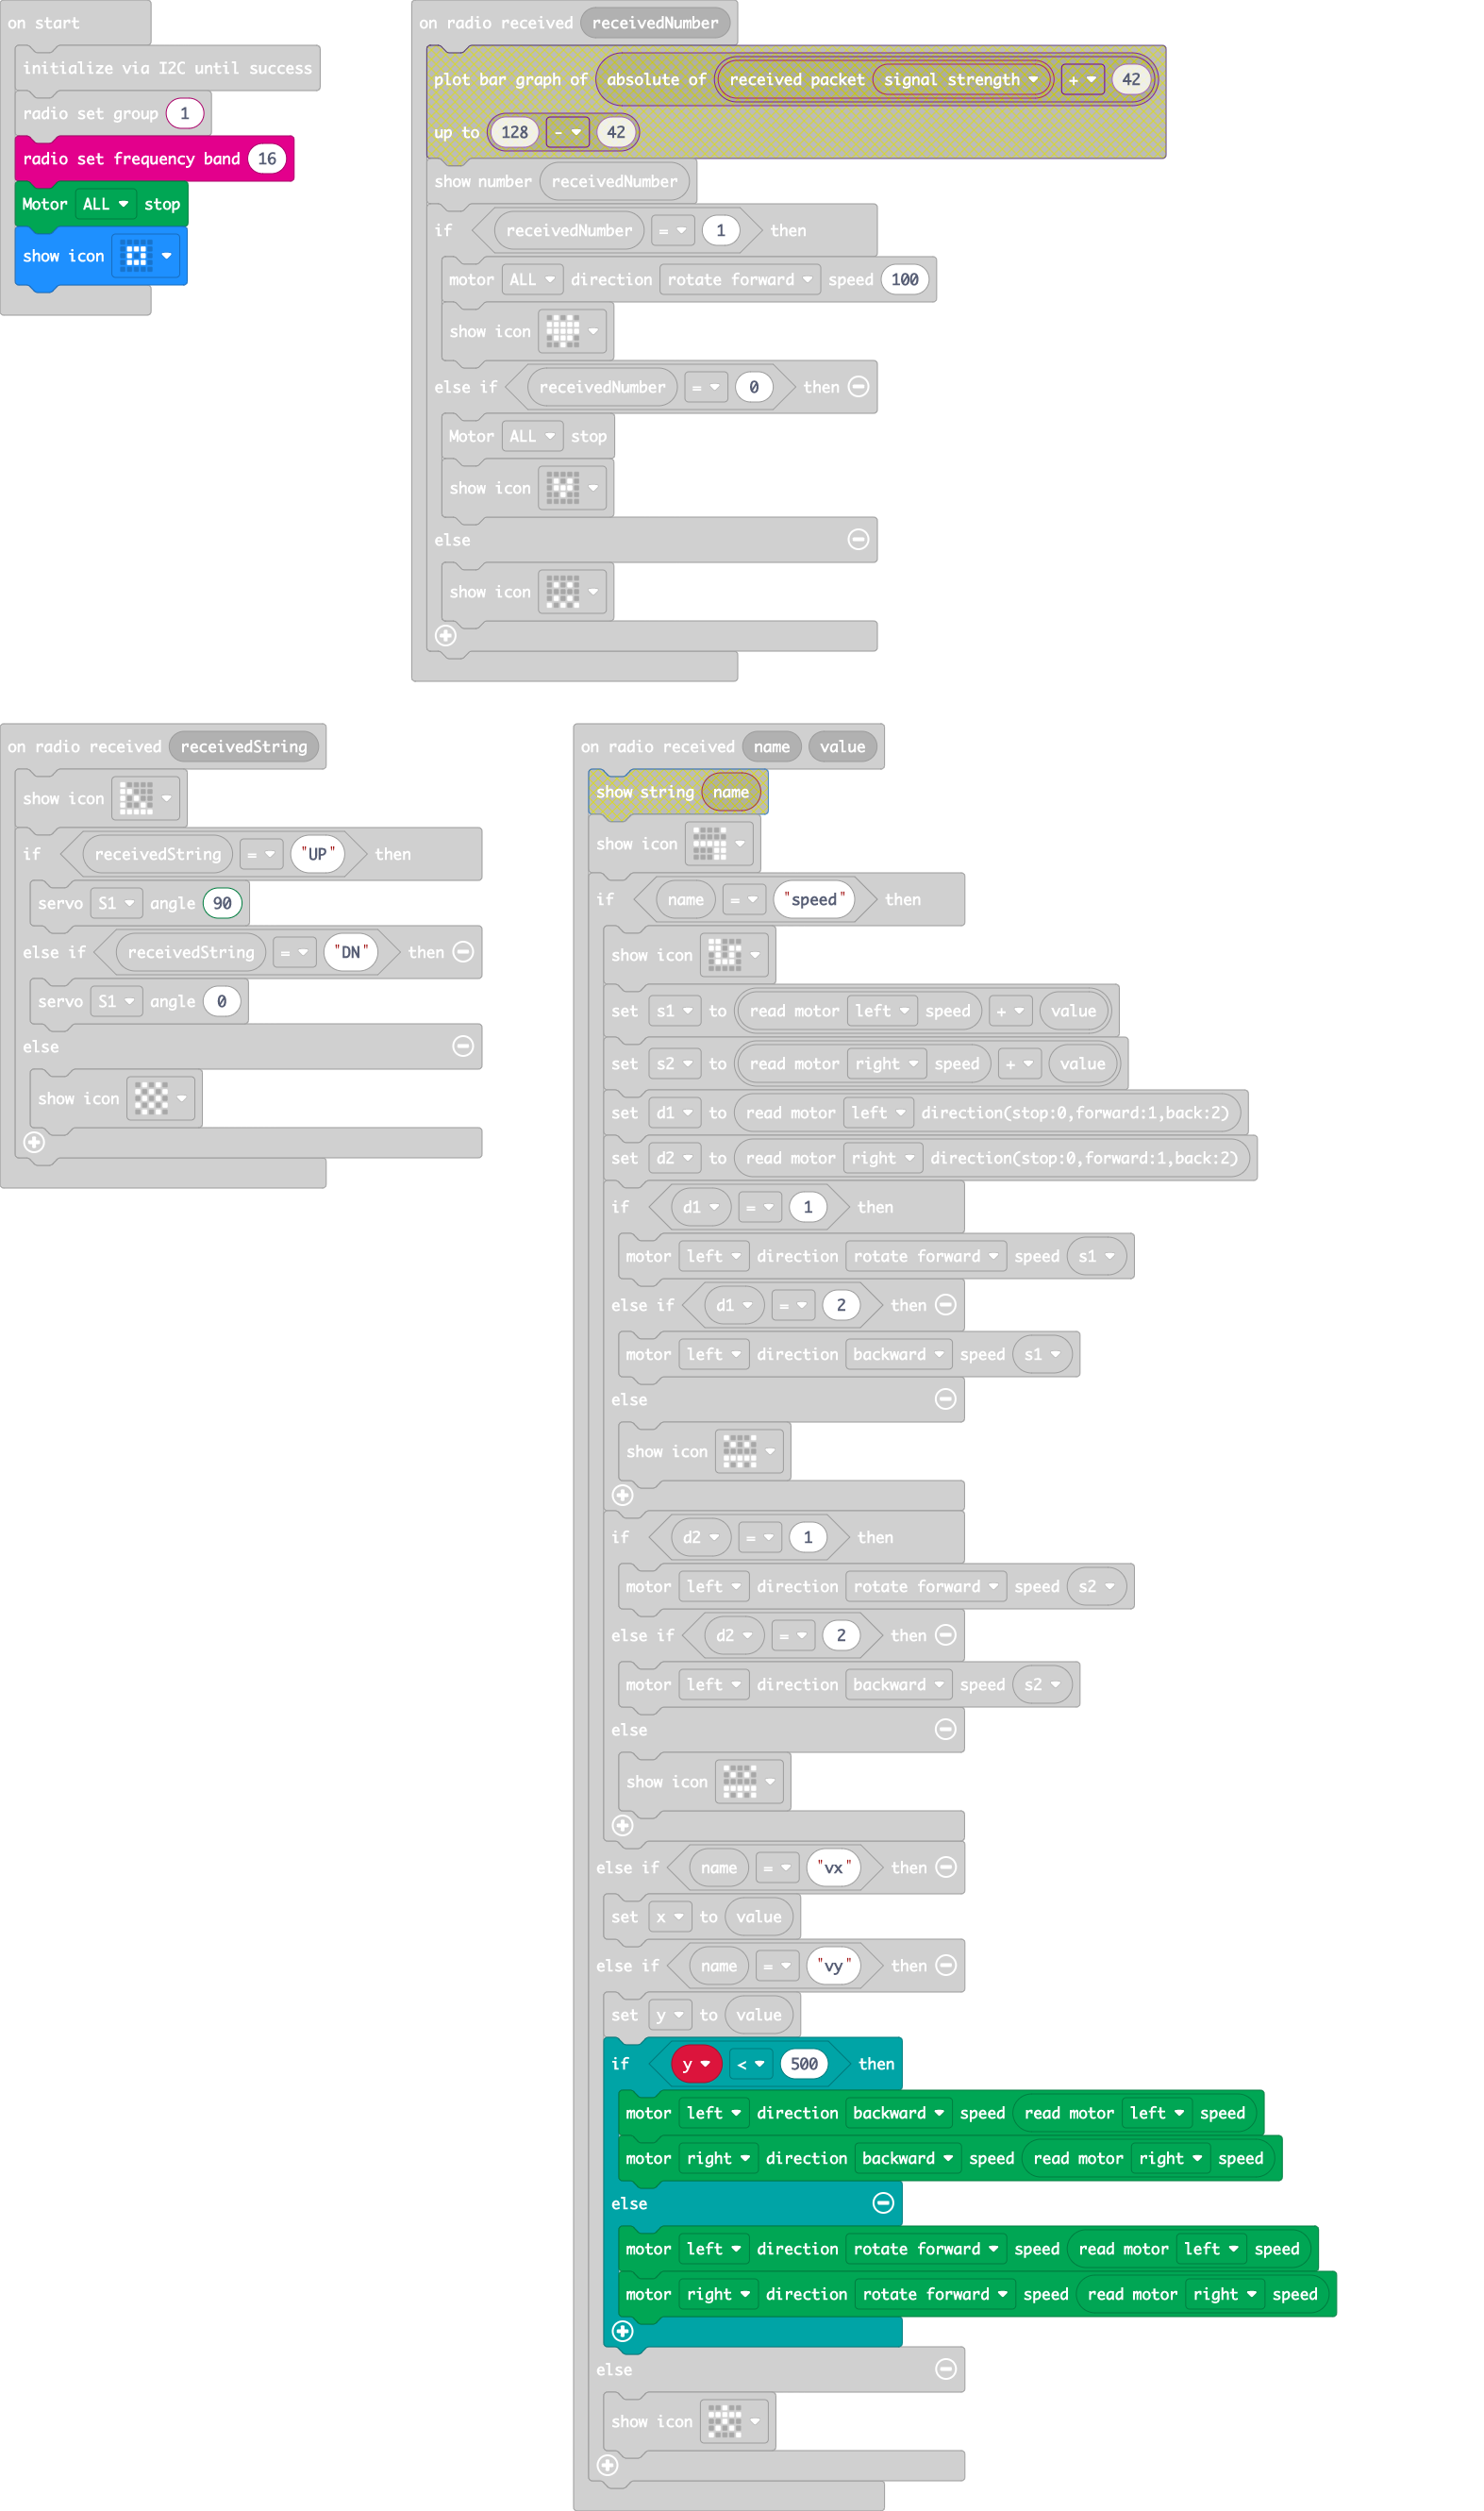 on start
initialize via I2C until success
radio set group 1
radio set frequency band 16
Motor ALL stop
show icon
on radio received receivedNumber
plot bar graph of absolute of received packet signal strength + 42
up to 128 - 42
show number receivedNumber
if receivedNumber = 1 then
motor ALL direction rotate forward speed 100
show icon
else if receivedNumber = 0 then
Motor ALL stop
show icon
else
show icon
on radio received receivedString
show icon
if receivedString = "UP" then
servo S1 angle 90
else if receivedString = "DN" then
servo S1 angle 0
else
show icon
on radio received name value
show string name
show icon
if name = "speed" then
show icon
set s1 to read motor left speed + value
set s2 to read motor right speed + value
set d1 to read motor left direction(stop:0,forward:1,back:2)
set d2 to read motor right direction(stop:0,forward:1,back:2)
if d1 = 1 then
motor left direction rotate forward speed s1
else if d1 = 2 then
motor left direction backward speed s1
else
show icon
if d2 = 1 then
motor left direction rotate forward speed s2
else if d2 = 2 then
motor left direction backward speed s2
else
show icon
else if name = "vx" then
set x to value
else if name = "vy" then
set y to value
if y < 500 then
motor left direction backward speed read motor left speed
motor right direction backward speed read motor right speed
else
motor left direction rotate forward speed read motor left speed
motor right direction rotate forward speed read motor right speed
else
show icon